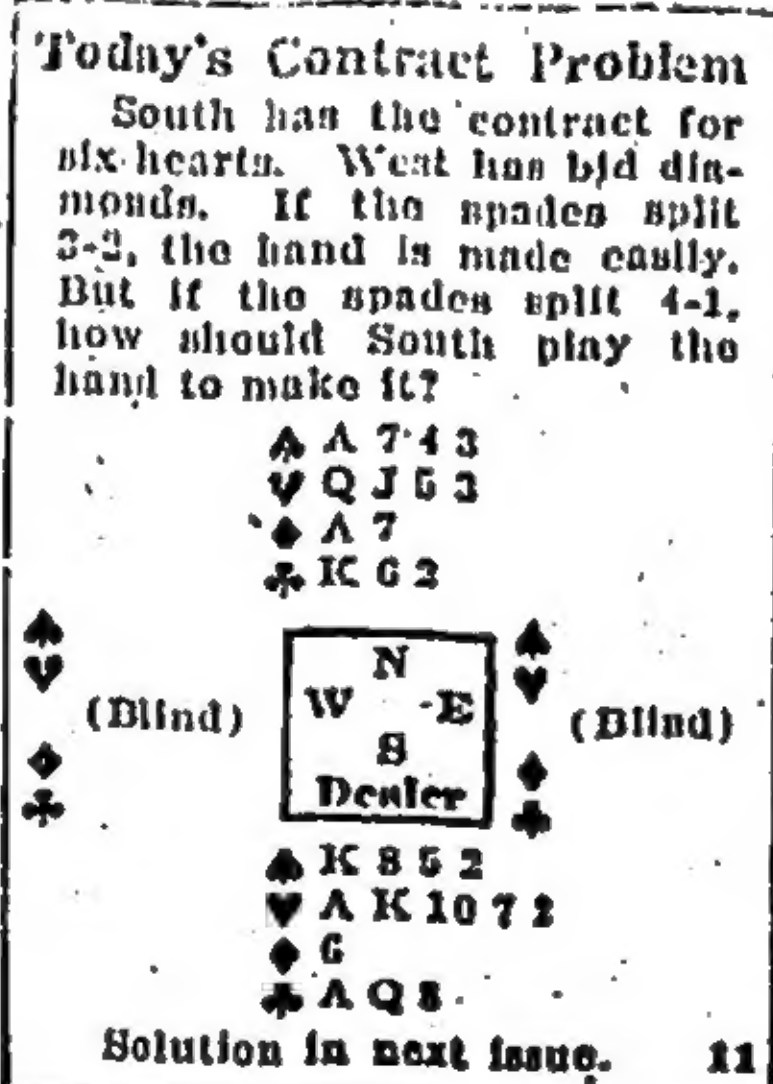 Today's Contract Problem
South has the contract for
six hearts. West has bid dia-
monds. If the spades split
3-2, the hand is made easily.
But if the spades split 4-1,
how should South play the
hand to make it?
♠ A 7 4 3
♥ Q J 5 3
♦ A 7
♣ K 6 2
♠
♥
(Blind)
♦
♣
N
W E
S
Dealer
♠
♥
(Blind)
♦
♣
♠ K 8 5 2
♥ A K 10 7 2
♦ 6
♣ A Q 8
Solution in next issue. 11